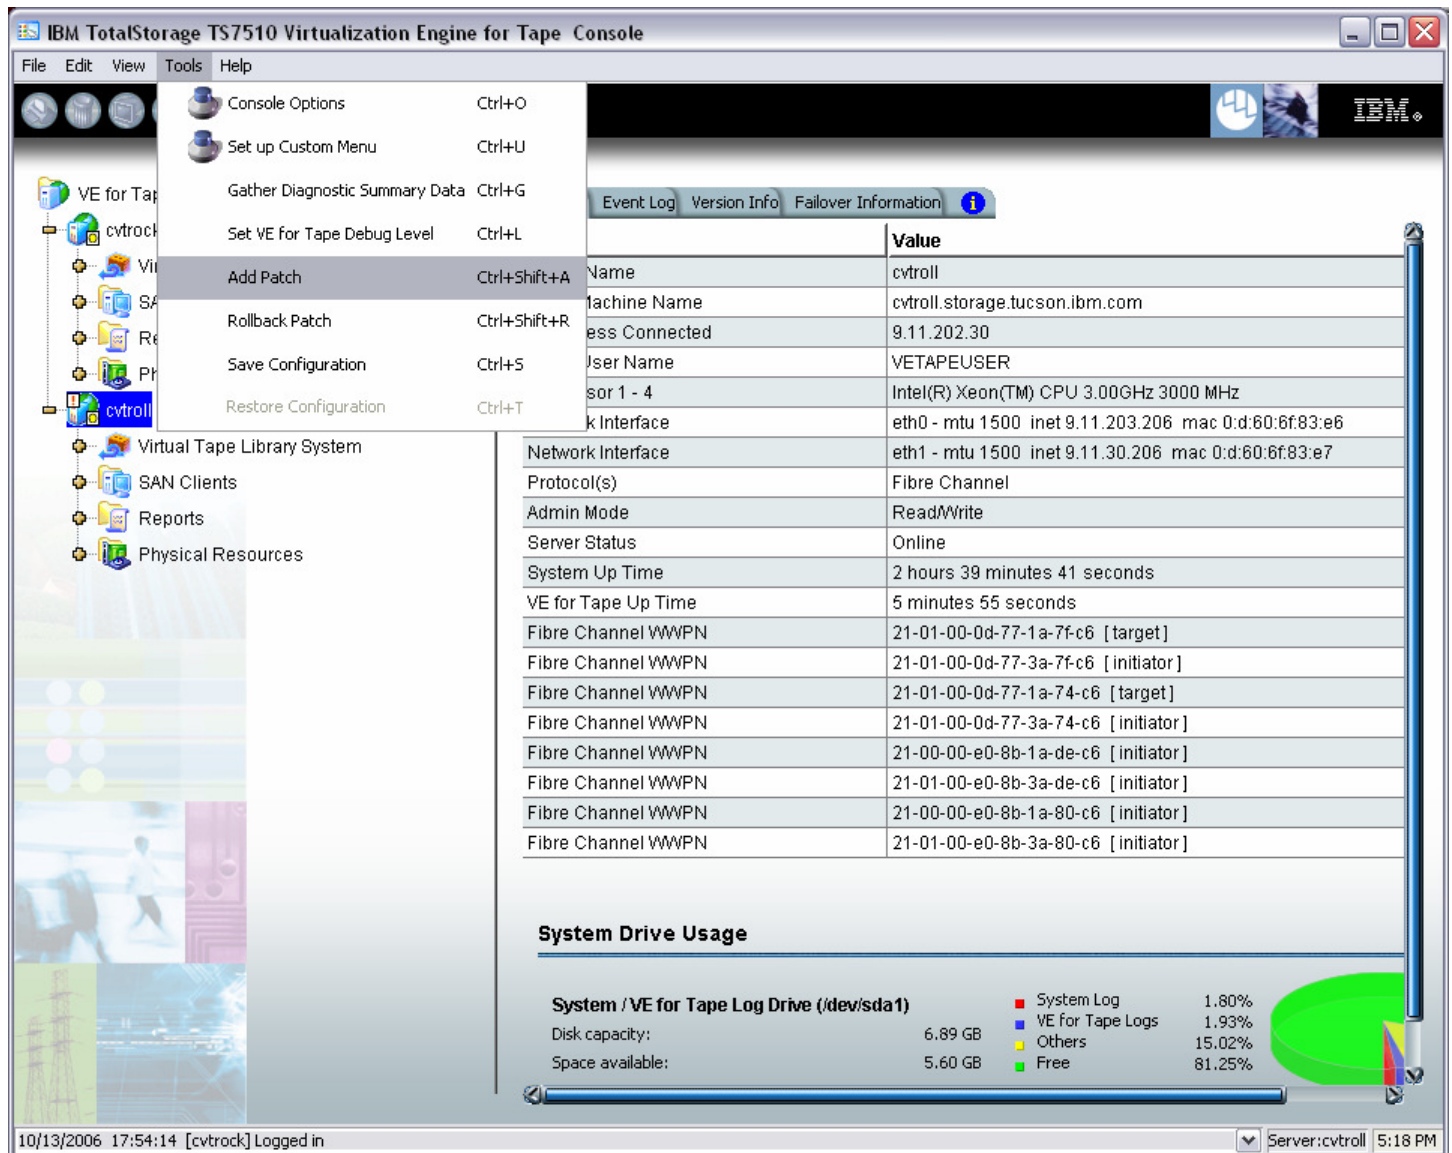 IBM TotalStorage TS7510 Virtualization Engine for Tape  Console
File Edit View Tools Help
IBM
Console Options Ctrl+O
Set up Custom Menu Ctrl+U
Gather Diagnostic Summary Data Ctrl+G
Set VE for Tape Debug Level Ctrl+L
Add Patch Ctrl+Shift+A
Rollback Patch Ctrl+Shift+R
Save Configuration Ctrl+S
Restore Configuration Ctrl+T
VE for Tap
cvtrock
Vi
SA
Re
Ph
cvtroll
Virtual Tape Library System
SAN Clients
Reports
Physical Resources
Event Log Version Info Failover Information
Value
Name cvtroll
Machine Name cvtroll.storage.tucson.ibm.com
ess Connected 9.11.202.30
User Name VETAPEUSER
sor 1 - 4 Intel(R) Xeon(TM) CPU 3.00GHz 3000 MHz
k Interface eth0 - mtu 1500 inet 9.11.203.206 mac 0:d:60:6f:83:e6
Network Interface eth1 - mtu 1500 inet 9.11.30.206 mac 0:d:60:6f:83:e7
Protocol(s) Fibre Channel
Admin Mode Read/Write
Server Status Online
System Up Time 2 hours 39 minutes 41 seconds
VE for Tape Up Time 5 minutes 55 seconds
Fibre Channel WWPN 21-01-00-0d-77-1a-7f-c6 [target]
Fibre Channel WWPN 21-01-00-0d-77-3a-7f-c6 [initiator]
Fibre Channel WWPN 21-01-00-0d-77-1a-74-c6 [target]
Fibre Channel WWPN 21-01-00-0d-77-3a-74-c6 [initiator]
Fibre Channel WWPN 21-00-00-e0-8b-1a-de-c6 [initiator]
Fibre Channel WWPN 21-01-00-e0-8b-3a-de-c6 [initiator]
Fibre Channel WWPN 21-00-00-e0-8b-1a-80-c6 [initiator]
Fibre Channel WWPN 21-01-00-e0-8b-3a-80-c6 [initiator]
System Drive Usage
System / VE for Tape Log Drive (/dev/sda1)
Disk capacity: 6.89 GB
Space available: 5.60 GB
System Log 1.80%
VE for Tape Logs 1.93%
Others 15.02%
Free 81.25%
10/13/2006 17:54:14 [cvtrock] Logged in
Server:cvtroll 5:18 PM